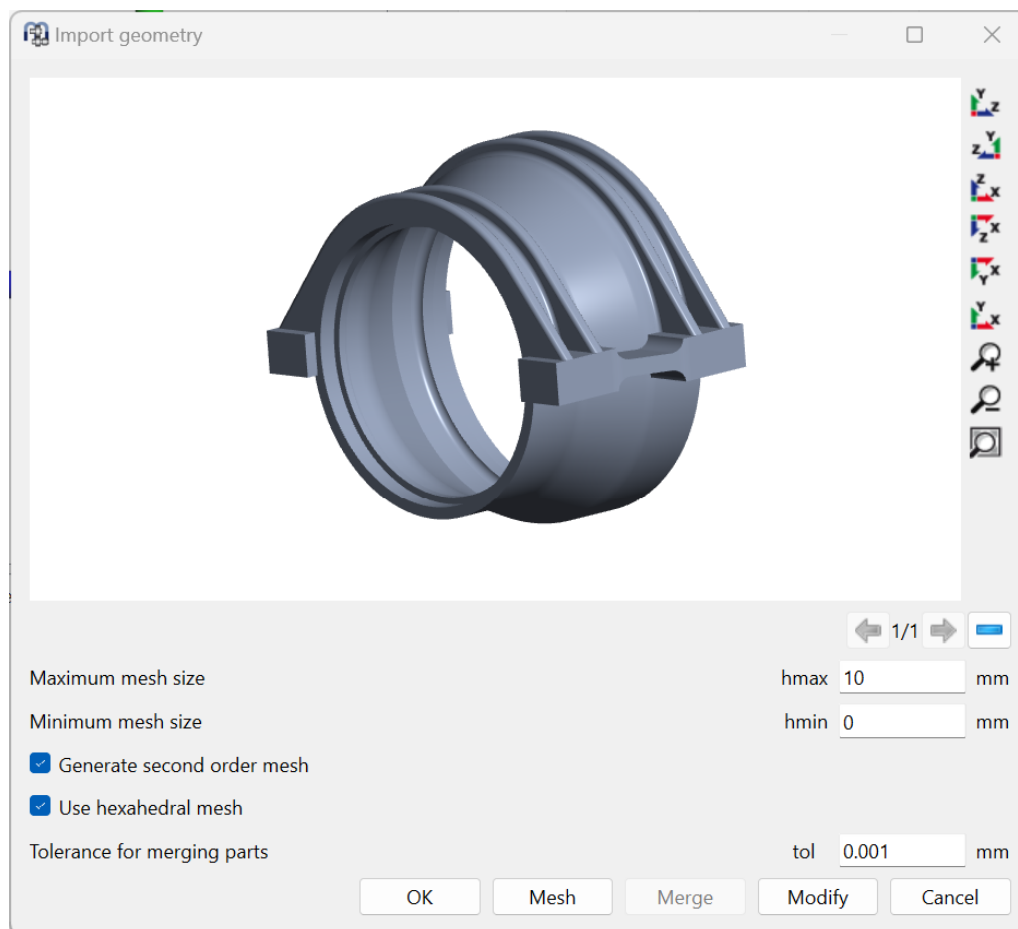 Import geometry
Y Z
Z Y
Z X
X Z
X Y
Y X
1/1
Maximum mesh size hmax 10 mm
Minimum mesh size hmin 0 mm
Generate second order mesh
Use hexahedral mesh
Tolerance for merging parts tol 0.001 mm
OK Mesh Merge Modify Cancel